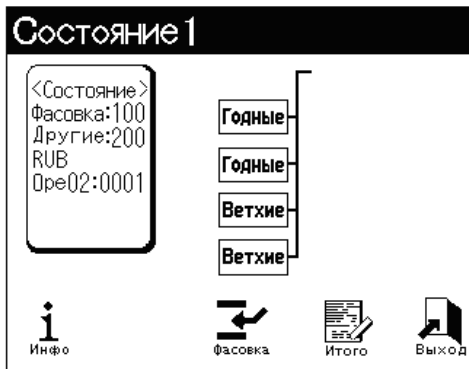 Состояние1
<Состояние>
Фасовка:100
Другие:200
RUB
Ope02:0001
Годные
Годные
Ветхие
Ветхие
Инфо
Фасовка
Итого
Выход